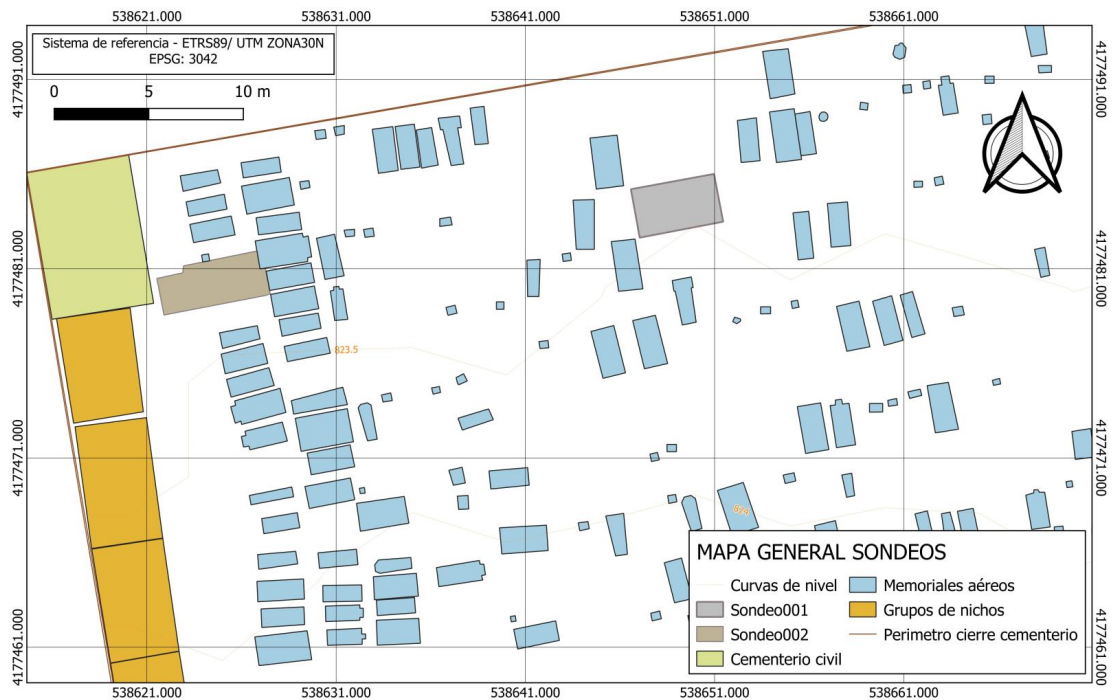 538621.000 538631.000 538641.000 538651.000 538661.000
Sistema de referencia - ETRS89/ UTM ZONA30N
EPSG: 3042
0 5 10 m
4177491.000 4177491.000
4177481.000 4177481.000
823.5
4177471.000 4177471.000
824
MAPA GENERAL SONDEOS
Curvas de nivel Memoriales aéreos
Sondeo001 Grupos de nichos
Sondeo002 Perimetro cierre cementerio
Cementerio civil
4177461.000 4177461.000
538621.000 538631.000 538641.000 538651.000 538661.000